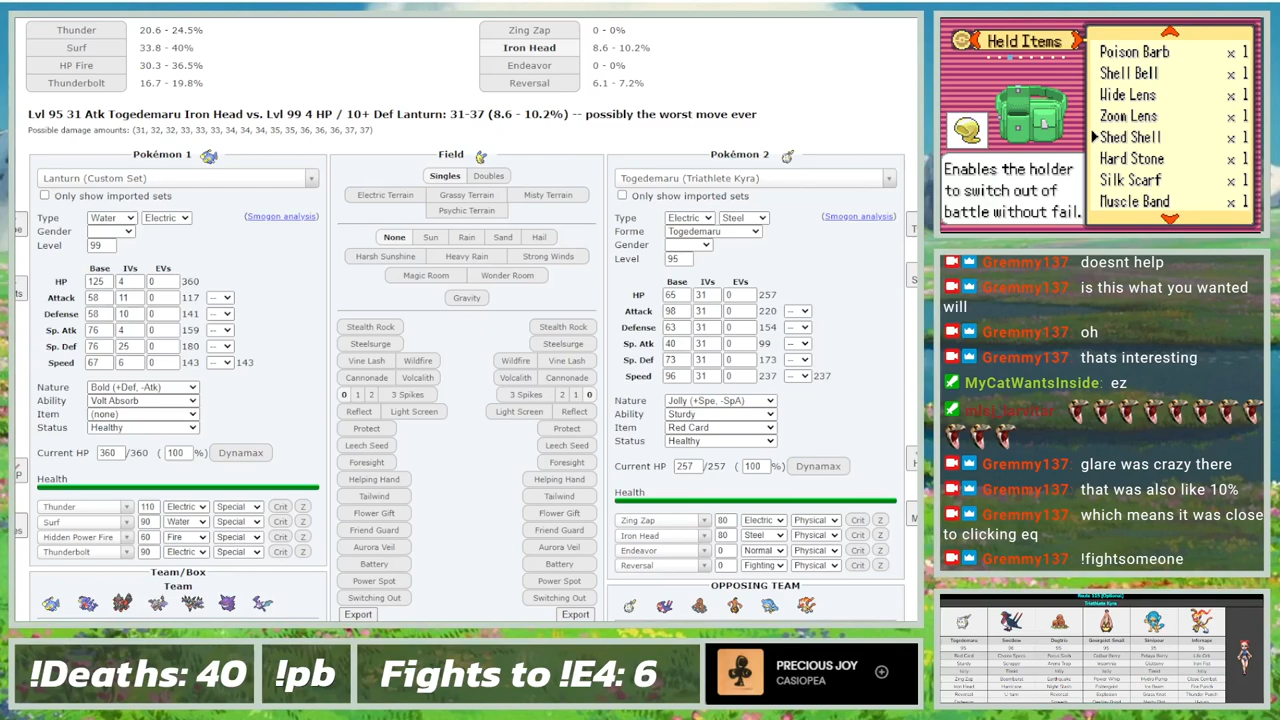 Thunder 20.6 - 24.5%
Surf 33.8 - 40%
HP Fire 30.3 - 36.5%
Thunderbolt 16.7 - 19.8%
Zing Zap 0 - 0%
Iron Head 8.6 - 10.2%
Endeavor 0 - 0%
Reversal 6.1 - 7.2%
Lvl 95 31 Atk Togedemaru Iron Head vs. Lvl 99 4 HP Def Lanturn: 31-37 (8.6 - 10.2%) -- possibly the worst move ever
Possible damage amounts: (31, 32, 32, 33, 33, 33, 34, 34, 35,
Pokémon 1
Lanturn (Custom Set)
Only show imported sets
Type Water Electric (Smogon analysis)
Gender
Level 99
Base IVs EVs
HP 125 4 0 360
Attack 58 11 0 117 --
Defense 58 10 0 141 --
Sp. Atk 76 4 0 159 --
Sp. Def 76 25 0 180 --
Speed 67 6 0 143 -- 143
Nature Bold (+Def, -Atk)
Ability Volt Absorb
Item (none)
Status Healthy
Current HP 360 /360 ( 100 %) Dynamax
Health
Thunder 110 Electric Special Crit Z
Surf 90 Water Special Crit Z
Hidden Power Fire 60 Fire Special Crit Z
Thunderbolt 90 Electric Special Crit Z
Team/Box
Team
Field
Singles Doubles
Electric Terrain Grassy Terrain Misty Terrain
Psychic Terrain
None Sun Rain Sand Hail
Harsh Sunshine Heavy Rain Strong Winds
Magic Room Wonder Room
Gravity
Stealth Rock Stealth Rock
Steelsurge Steelsurge
Vine Lash Wildfire Wildfire Vine Lash
Cannonade Volcalith Volcalith Cannonade
0 1 2 3 Spikes 3 Spikes 2 1 0
Reflect Light Screen Light Screen Reflect
Protect Protect
Leech Seed Leech Seed
Foresight Foresight
Helping Hand Helping Hand
Tailwind Tailwind
Flower Gift Flower Gift
Friend Guard Friend Guard
Aurora Veil Aurora Veil
Battery Battery
Power Spot Power Spot
Switching Out Switching Out
Export Export
Pokémon 2
Togedemaru (Triathlete Kyra)
Only show imported sets
Type Electric Steel (Smogon analysis)
Forme Togedemaru
Gender
Level 95
Base IVs EVs
HP 65 31 0 257
Attack 98 31 0 220 --
Defense 63 31 0 154 --
Sp. Atk 40 31 0 99 --
Sp. Def 73 31 0 173 --
Speed 96 31 0 237 -- 237
Nature Jolly (+Spe, -SpA)
Ability Sturdy
Item Red Card
Status Healthy
Current HP 257 /257 ( 100 %) Dynamax
Health
Zing Zap 80 Electric Physical Crit Z
Iron Head 80 Steel Physical Crit Z
Endeavor 0 Normal Physical Crit Z
Reversal 0 Fighting Physical Crit Z
OPPOSING TEAM
Held Items
Poison Barb x 1
Shell Bell x 1
Hide Lens x 1
Zoom Lens x 1
Shed Shell x 1
Hard Stone x 1
Silk Scarf x 1
Muscle Band x 1
Enables the holder
to switch out of
battle without fail.
Gremmy137 doesnt help
Gremmy137: is this what you wanted
will
Gremmy137 oh
Gremmy137 thats interesting
MyCatWantsInside: ez
Gremmy137: glare was crazy there
Gremmy137: that was also like 10%
Gremmy137 which means it was close
to clicking eq
Gremmy137: !fightsomeone
Triathlete Kyra
!Deaths: 40
Fights to !E4: 6
PRECIOUS JOY
CASIOPEA